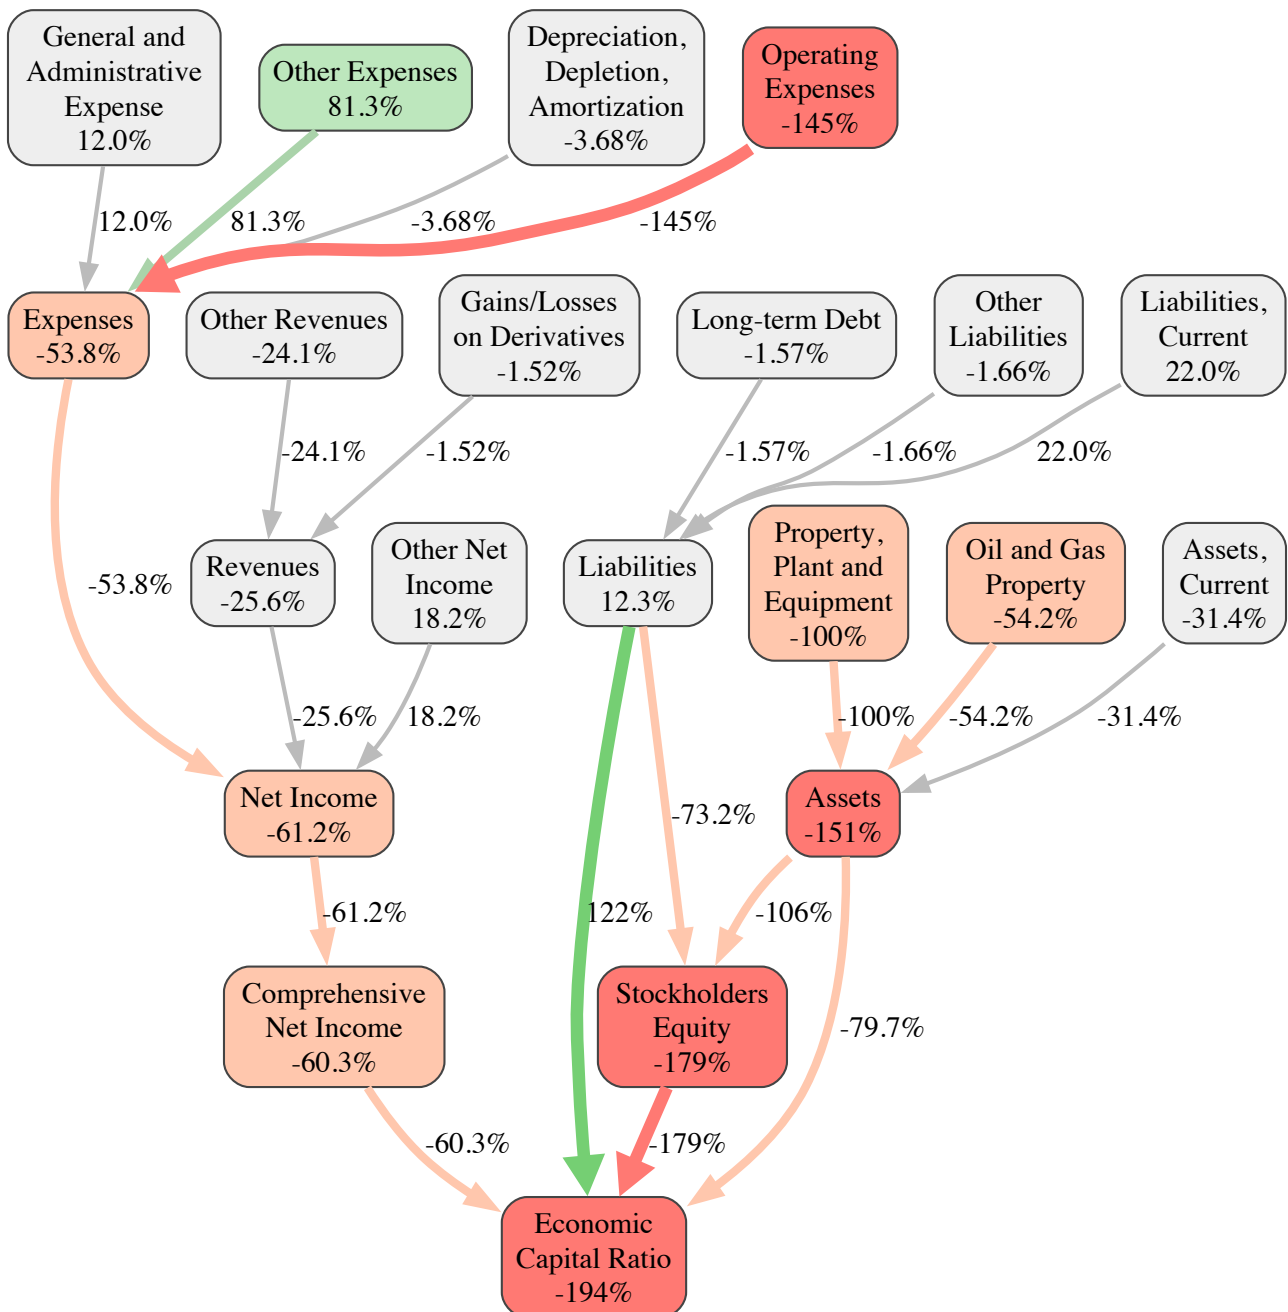 General and
Administrative
Expense
12.0%
Other Expenses
81.3%
Depreciation,
Depletion,
Amortization
-3.68%
Operating
Expenses
-145%
12.0%
81.3%
-3.68%
-145%
Expenses
-53.8%
Other Revenues
-24.1%
Gains/Losses
on Derivatives
-1.52%
Long-term Debt
-1.57%
Other
Liabilities
-1.66%
Liabilities,
Current
22.0%
-24.1%
-1.52%
-1.57%
-1.66%
22.0%
-53.8%
Revenues
-25.6%
Other Net
Income
18.2%
Liabilities
12.3%
Property,
Plant and
Equipment
-100%
Oil and Gas
Property
-54.2%
Assets,
Current
-31.4%
-25.6%
18.2%
-100%
-54.2%
-31.4%
Net Income
-61.2%
-73.2%
Assets
-151%
-61.2%
122%
-106%
Comprehensive
Net Income
-60.3%
Stockholders
Equity
-179%
-79.7%
-60.3%
-179%
Economic
Capital Ratio
-194%